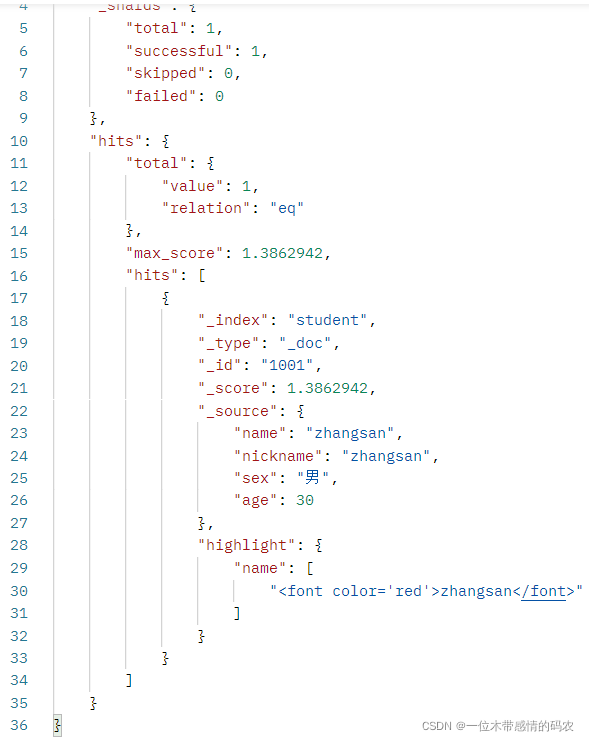 4 "_shards": {
5 "total": 1,
6 "successful": 1,
7 "skipped": 0,
8 "failed": 0
9 },
10 "hits": {
11 "total": {
12 "value": 1,
13 "relation": "eq"
14 },
15 "max_score": 1.3862942,
16 "hits": [
17 {
18 "_index": "student",
19 "_type": "_doc",
20 "_id": "1001",
21 "_score": 1.3862942,
22 "_source": {
23 "name": "zhangsan",
24 "nickname": "zhangsan",
25 "sex": "男",
26 "age": 30
27 },
28 "highlight": {
29 "name": [
30 "<font color='red'>zhangsan</font>"
31 ]
32 }
33 }
34 ]
35 }
36 }
CSDN @一位木带感情的码农